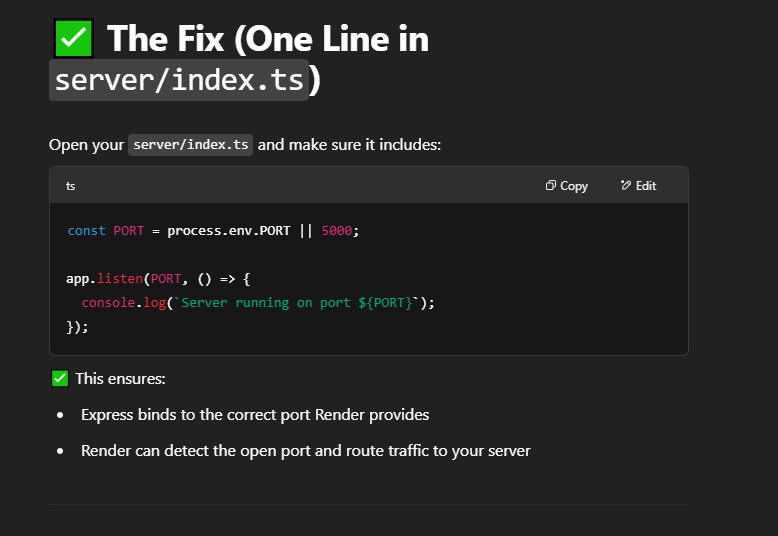 ✅ The Fix (One Line in
server/index.ts)
Open your server/index.ts and make sure it includes:
ts Copy Edit
const PORT = process.env.PORT || 5000;
app.listen(PORT, () => {
  console.log(`Server running on port ${PORT}`);
});
✅ This ensures:
• Express binds to the correct port Render provides
• Render can detect the open port and route traffic to your server